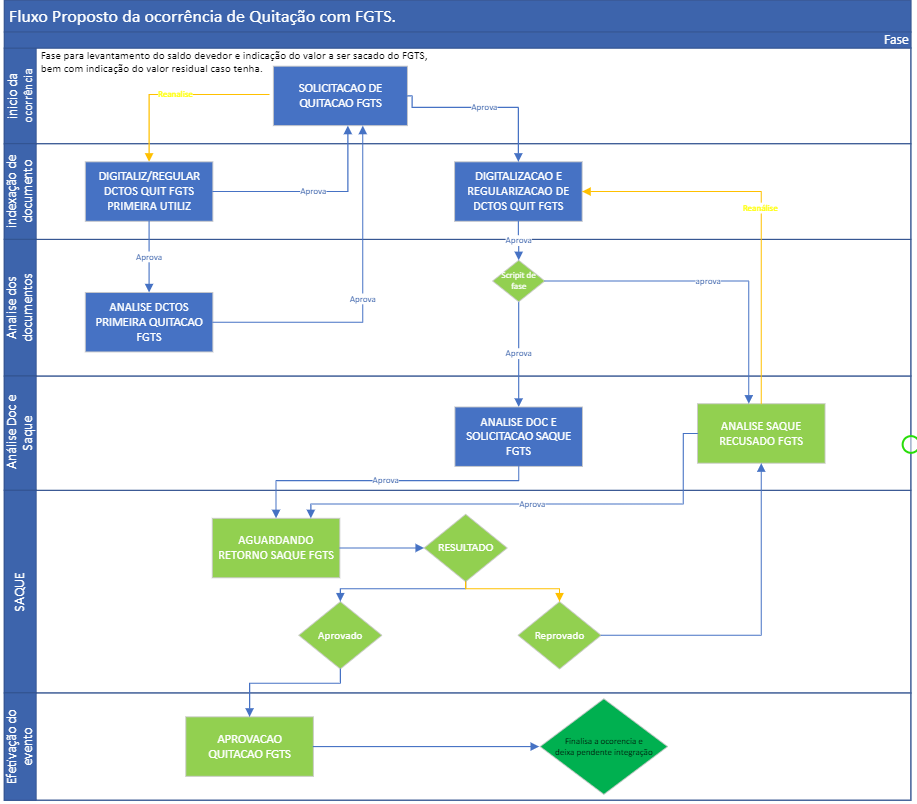 Fluxo Proposto da ocorrência de Quitação com FGTS.
Fase
inicio da
ocorrência
Fase para levantamento do saldo devedor e indicação do valor a ser sacado do FGTS,
bem com indicação do valor residual caso tenha.
SOLICITACAO DE
QUITACAO FGTS
Reanálise
Aprova
indexação de
documento
DIGITALIZ/REGULAR
DCTOS QUIT FGTS
PRIMEIRA UTILIZ
Aprova
DIGITALIZACAO E
REGULARIZACAO DE
DCTOS QUIT FGTS
Reanálise
Aprova
Aprova
Analise dos
documentos
Scripit de
fase
aprova
ANALISE DCTOS
PRIMEIRA QUITACAO
FGTS
Aprova
Aprova
Análise Doc e
Saque
ANALISE DOC E
SOLICITACAO SAQUE
FGTS
ANALISE SAQUE
RECUSADO FGTS
Aprova
Aprova
SAQUE
AGUARDANDO
RETORNO SAQUE FGTS
RESULTADO
Aprovado
Reprovado
Efetivação do
evento
APROVACAO
QUITACAO FGTS
Finalisa a ocorencia e
deixa pendente integração